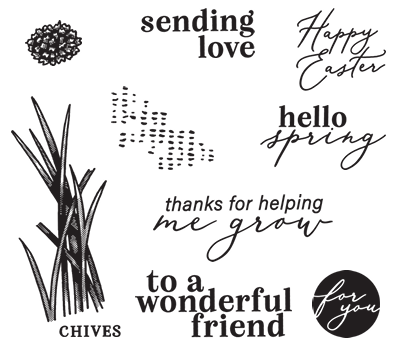 sending
love
Happy
Easter
hello
spring
thanks for helping
me grow
to a
wonderful
friend
for
you
CHIVES